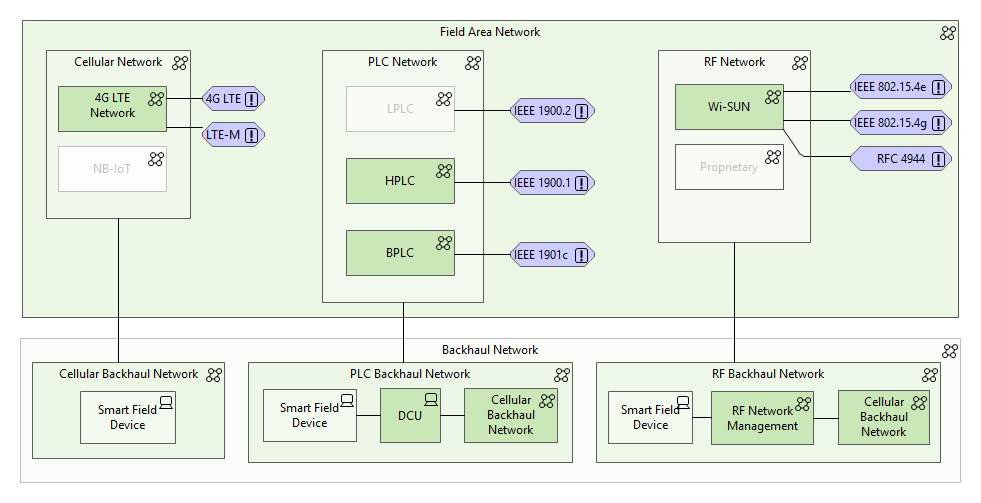 Field Area Network
Cellular Network
4G LTE
Network
4G LTE
LTE-M
NB-IoT
PLC Network
LPLC
IEEE 1900.2
HPLC
IEEE 1900.1
BPLC
IEEE 1901c
RF Network
Wi-SUN
IEEE 802.15.4e
IEEE 802.15.4g
RFC 4944
Proprietary
Backhaul Network
Cellular Backhaul Network
Smart Field
Device
PLC Backhaul Network
Smart Field
Device
DCU
Cellular
Backhaul
Network
RF Backhaul Network
Smart Field
Device
RF Network
Management
Cellular
Backhaul
Network